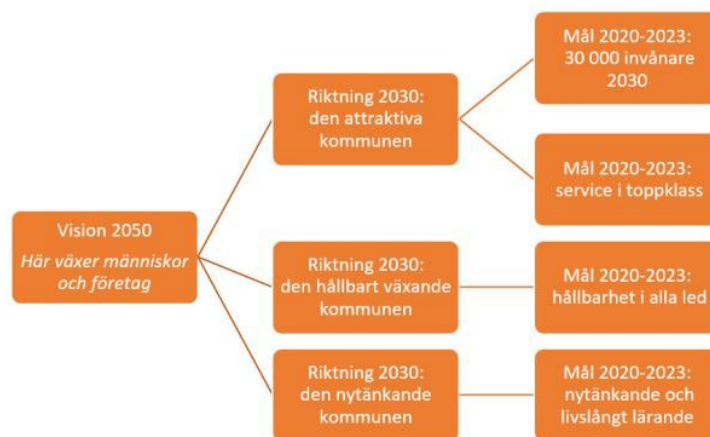 Vision 2050
Här växer människor
och företag
Riktning 2030:
den attraktiva
kommunen
Mål 2020-2023:
30 000 invånare
2030
Mål 2020-2023:
service i toppklass
Riktning 2030:
den hållbart växande
kommunen
Mål 2020-2023:
hållbarhet i alla led
Riktning 2030:
den nytänkande
kommunen
Mål 2020-2023:
nytänkande och
livslångt lärande